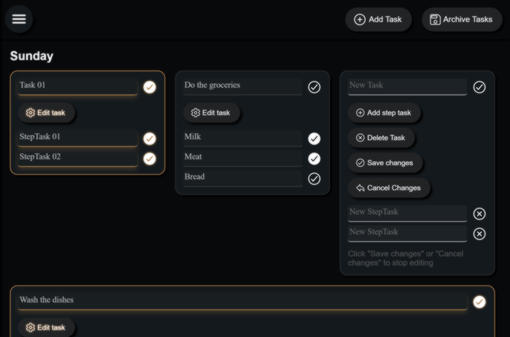 Add Task
Archive Tasks
Sunday
Task 01
Edit task
StepTask 01
StepTask 02
Do the groceries
Edit task
Milk
Meat
Bread
New Task
Add step task
Delete Task
Save changes
Cancel Changes
New StepTask
New StepTask
Click "Save changes" or "Cancel
changes" to stop editing
Wash the dishes
Edit task